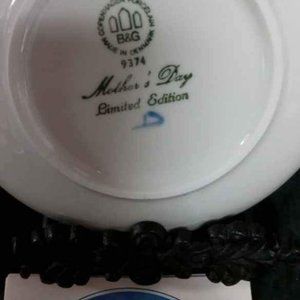 COPENHAGEN PORCELAIN
B&G
MADE IN DENMARK
9374
Mother's Day
Limited Edition